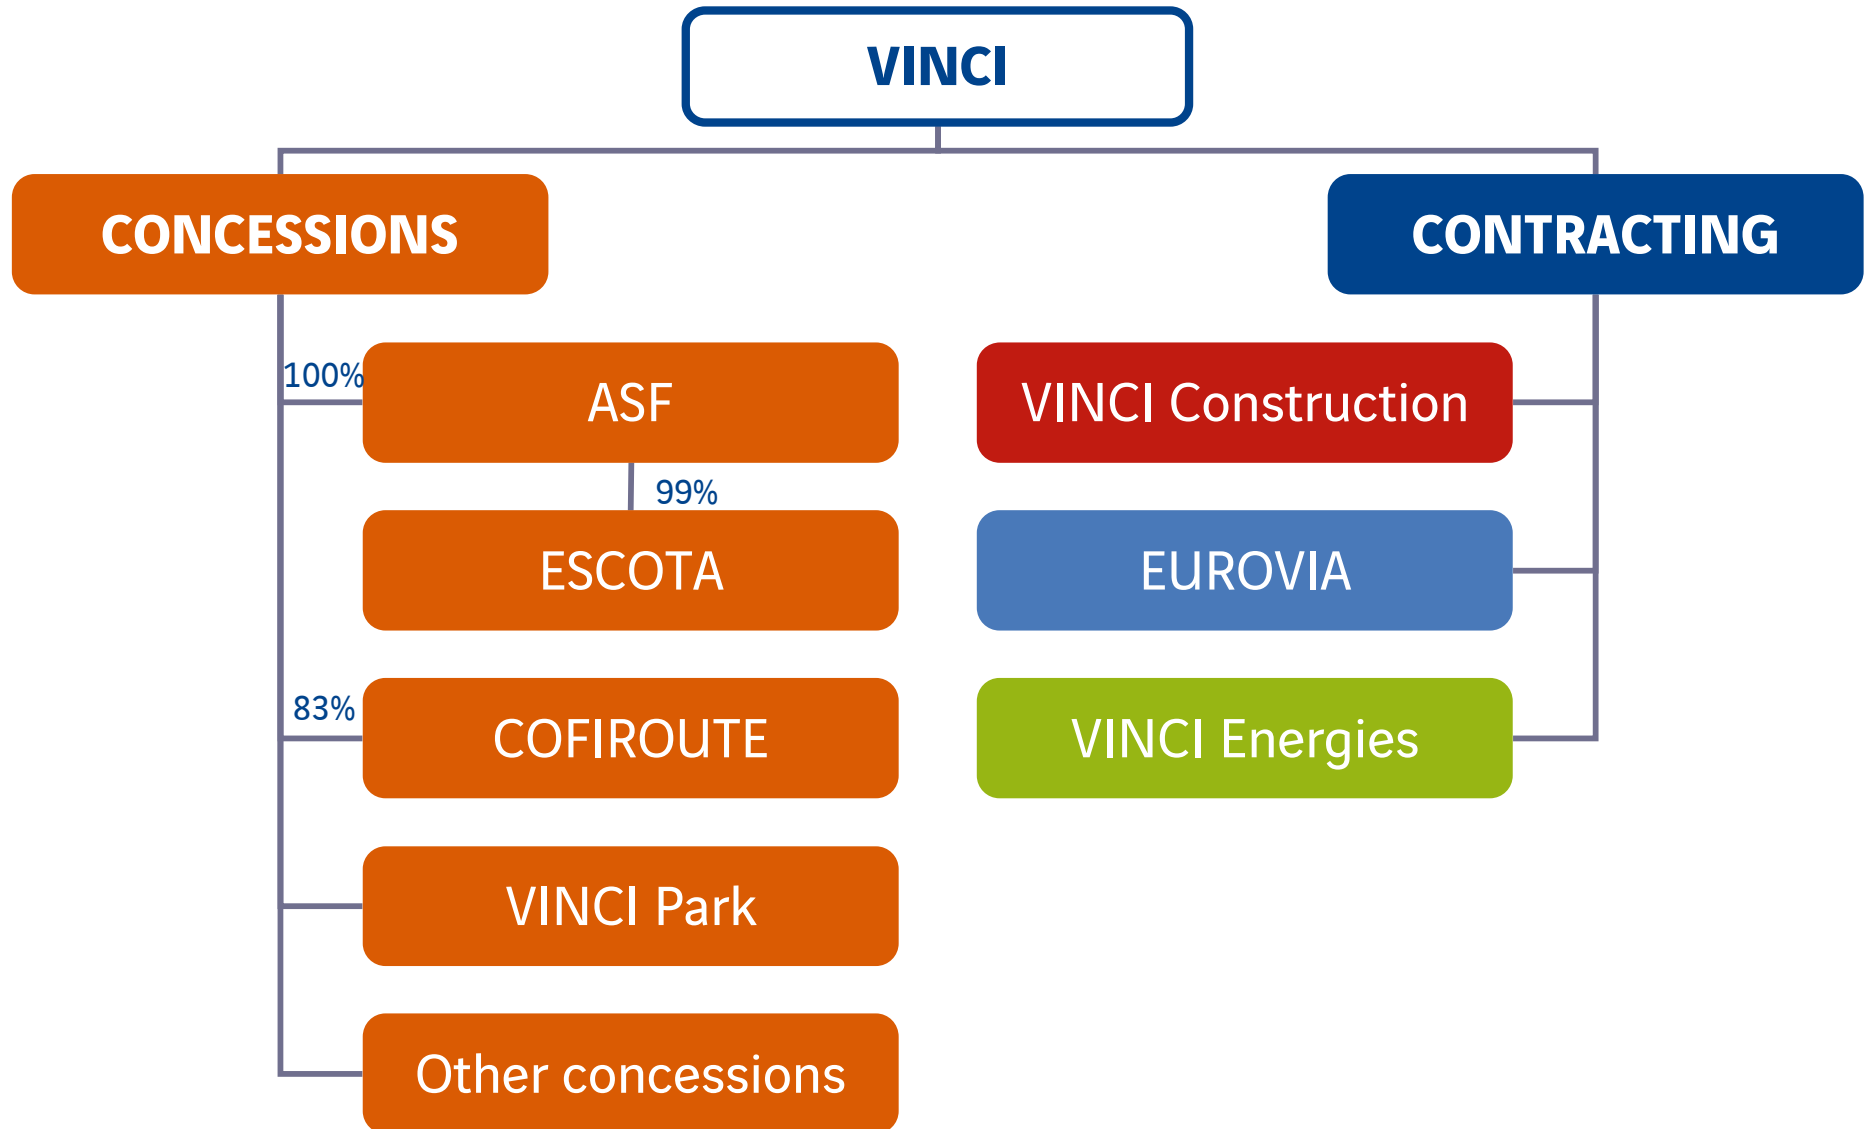 VINCI
CONCESSIONS
CONTRACTING
100%
ASF
99%
ESCOTA
83%
COFIROUTE
VINCI Park
Other concessions
VINCI Construction
EUROVIA
VINCI Energies